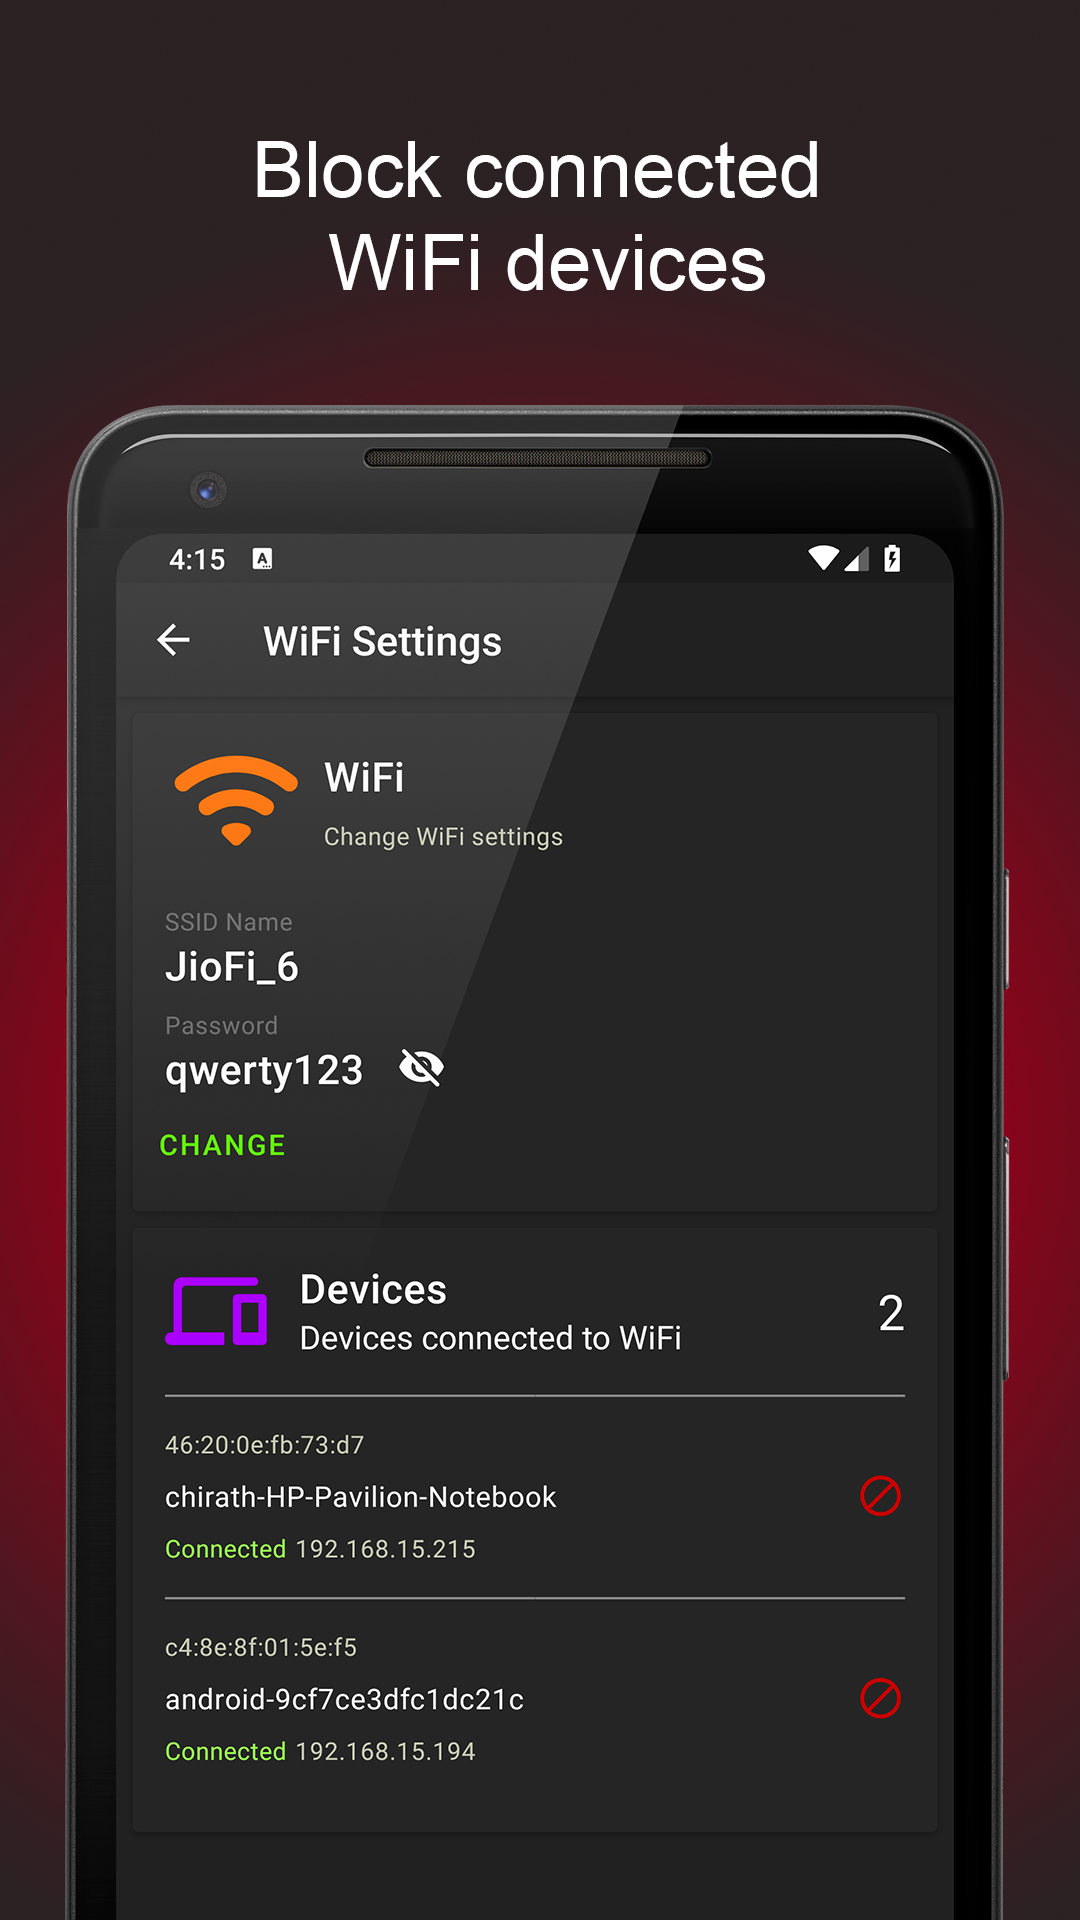 Block connected
WiFi devices
4:15 A
WiFi Settings
WiFi
Change WiFi settings
SSID Name
JioFi_6
Password
qwerty123
CHANGE
Devices
Devices connected to WiFi
2
46:20:0e:fb:73:d7
chirath-HP-Pavilion-Notebook
Connected 192.168.15.215
c4:8e:8f:01:5e:f5
android-9cf7ce3dfc1dc21c
Connected 192.168.15.194